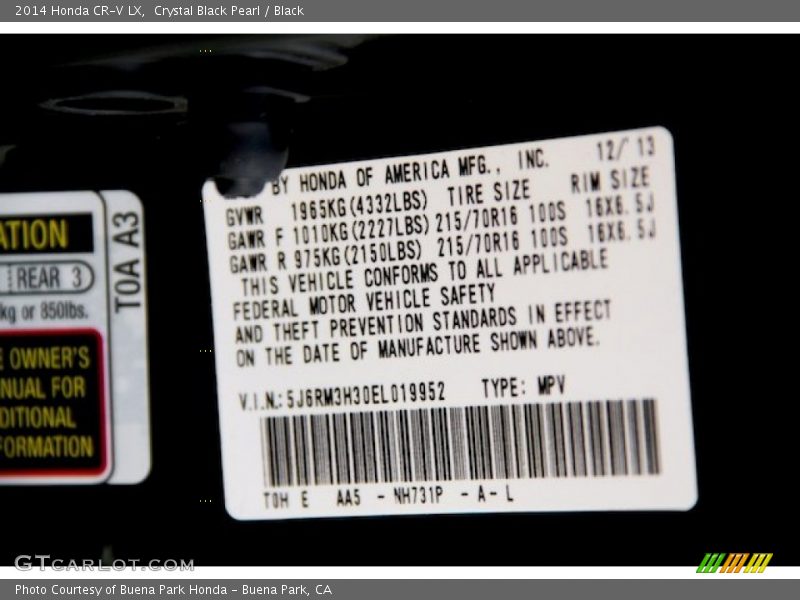 2014 Honda CR-V LX, Crystal Black Pearl / Black
BY HONDA OF AMERICA MFG., INC. 12/ 13
GVWR 1965KG(4332LBS) TIRE SIZE RIM SIZE
GAWR F 1010KG(2227LBS) 215/70R16 100S 16X6.5J
GAWR R 975KG(2150LBS) 215/70R16 100S 16X6.5J
THIS VEHICLE CONFORMS TO ALL APPLICABLE
FEDERAL MOTOR VEHICLE SAFETY
AND THEFT PREVENTION STANDARDS IN EFFECT
ON THE DATE OF MANUFACTURE SHOWN ABOVE.
V.I.N.: 5J6RM3H30EL019952 TYPE: MPV
T0H E AA5 - NH731P - A - L
ATION
REAR 3
kg or 850lbs.
E OWNER'S
NUAL FOR
DITIONAL
FORMATION
T0A A3
GTCARLOT.COM
Photo Courtesy of Buena Park Honda - Buena Park, CA